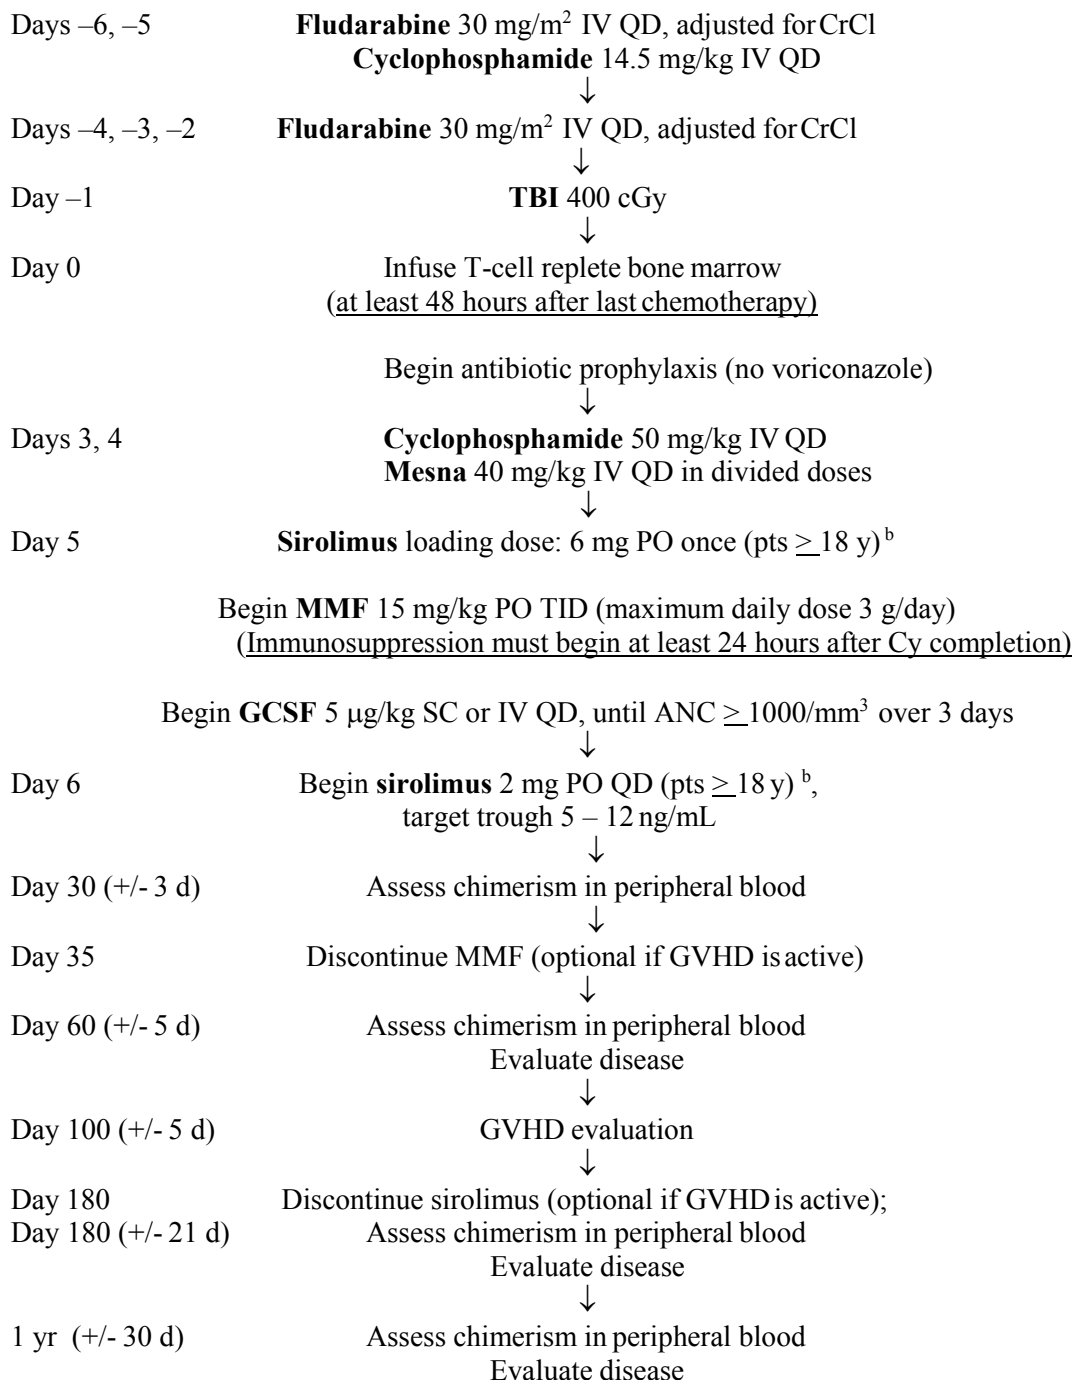 Days –6, –5 Fludarabine 30 mg/m² IV QD, adjusted for CrCl
Cyclophosphamide 14.5 mg/kg IV QD
↓
Days –4, –3, –2 Fludarabine 30 mg/m² IV QD, adjusted for CrCl
↓
Day –1 TBI 400 cGy
↓
Day 0 Infuse T-cell replete bone marrow
(at least 48 hours after last chemotherapy)
Begin antibiotic prophylaxis (no voriconazole)
↓
Days 3, 4 Cyclophosphamide 50 mg/kg IV QD
Mesna 40 mg/kg IV QD in divided doses
↓
Day 5 Sirolimus loading dose: 6 mg PO once (pts ≥ 18 y) ᵇ
Begin MMF 15 mg/kg PO TID (maximum daily dose 3 g/day)
(Immunosuppression must begin at least 24 hours after Cy completion)
Begin GCSF 5 μg/kg SC or IV QD, until ANC ≥ 1000/mm³ over 3 days
↓
Day 6 Begin sirolimus 2 mg PO QD (pts ≥ 18 y) ᵇ,
target trough 5 – 12 ng/mL
↓
Day 30 (+/- 3 d) Assess chimerism in peripheral blood
↓
Day 35 Discontinue MMF (optional if GVHD is active)
↓
Day 60 (+/- 5 d) Assess chimerism in peripheral blood
Evaluate disease
↓
Day 100 (+/- 5 d) GVHD evaluation
↓
Day 180 Discontinue sirolimus (optional if GVHD is active);
Day 180 (+/- 21 d) Assess chimerism in peripheral blood
Evaluate disease
↓
1 yr (+/- 30 d) Assess chimerism in peripheral blood
Evaluate disease